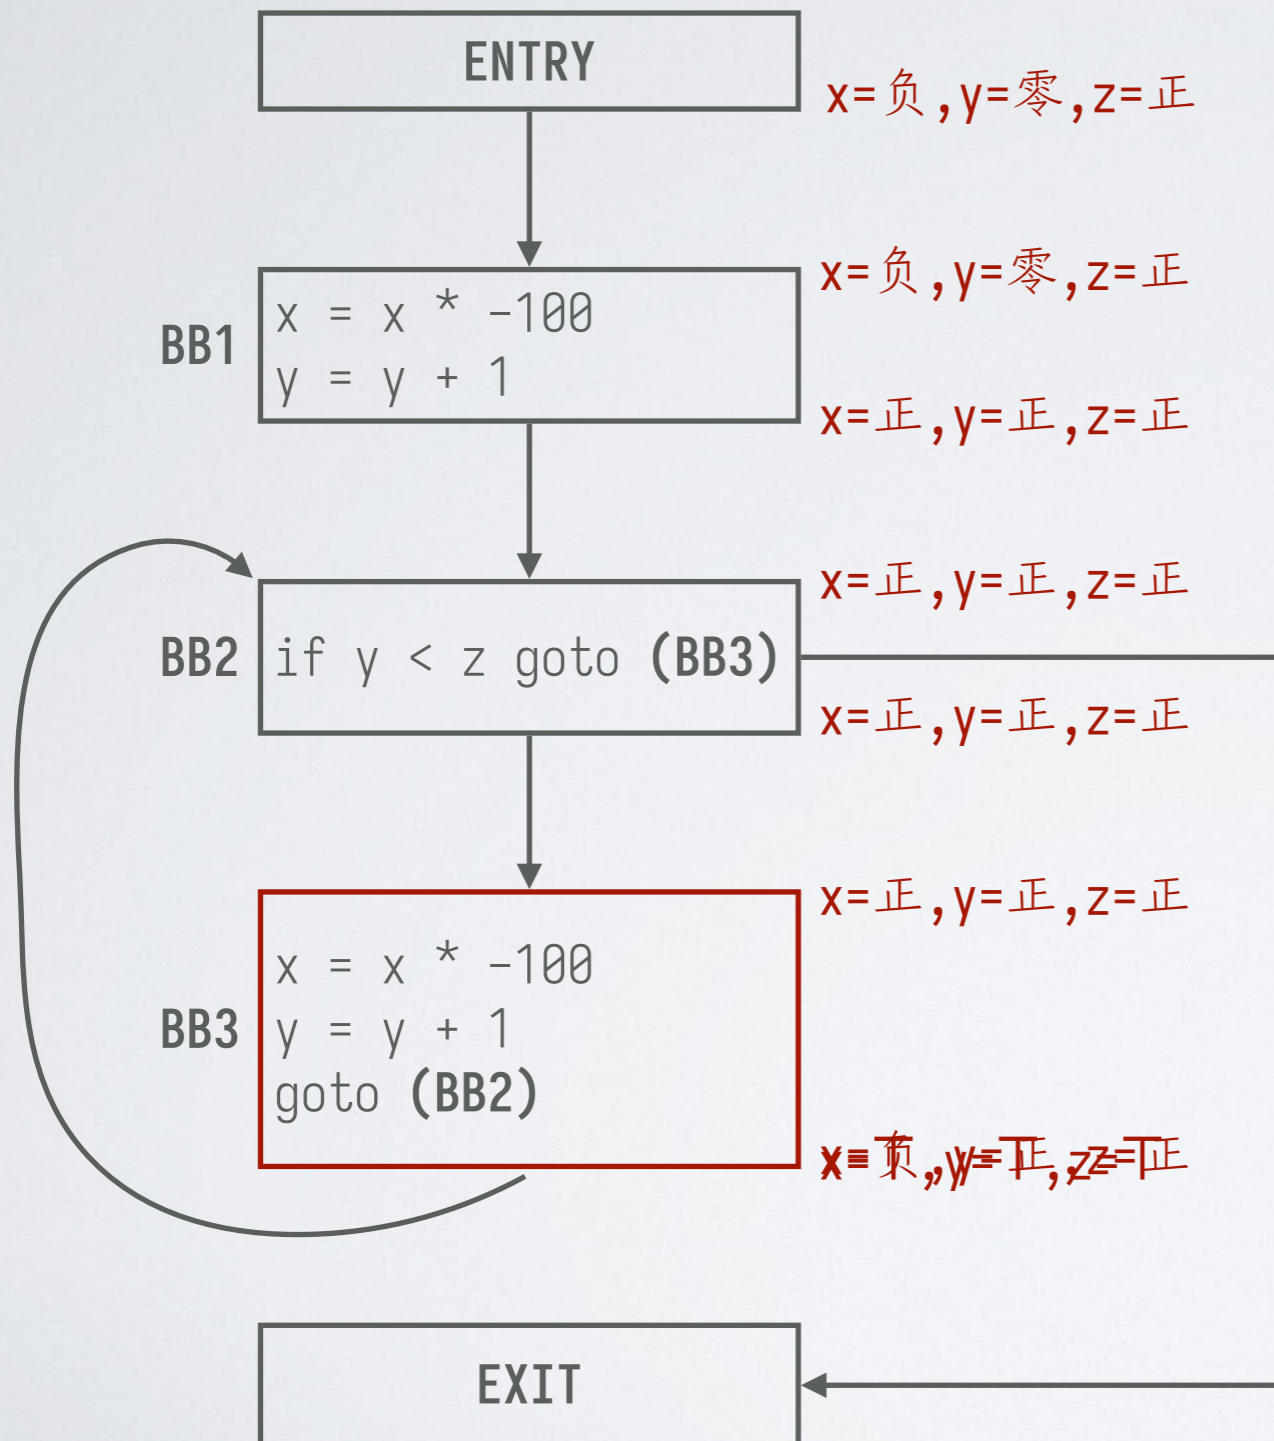 ENTRY
x=负,y=零,z=正
x=负,y=零,z=正
BB1
x = x * -100
y = y + 1
x=正,y=正,z=正
x=正,y=正,z=正
BB2
if y < z goto (BB3)
x=正,y=正,z=正
x=正,y=正,z=正
BB3
x = x * -100
y = y + 1
goto (BB2)
EXIT